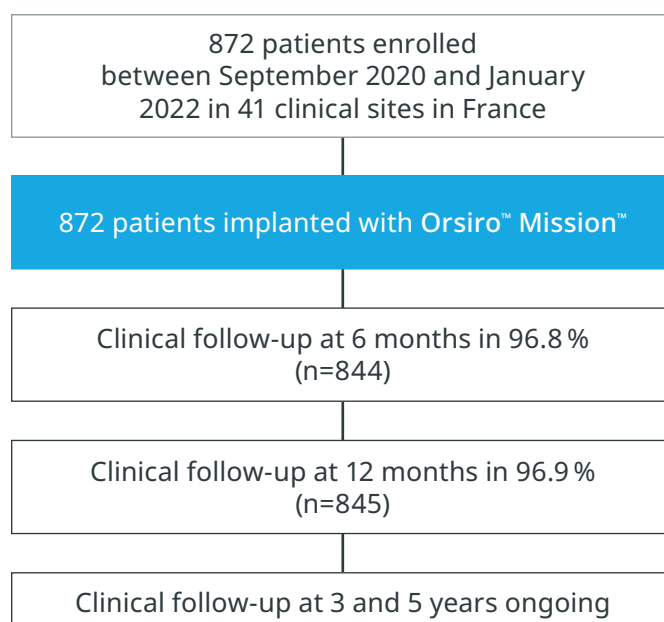 872 patients enrolled
between September 2020 and January
2022 in 41 clinical sites in France
872 patients implanted with Orsiro™ Mission™
Clinical follow-up at 6 months in 96.8 %
(n=844)
Clinical follow-up at 12 months in 96.9 %
(n=845)
Clinical follow-up at 3 and 5 years ongoing